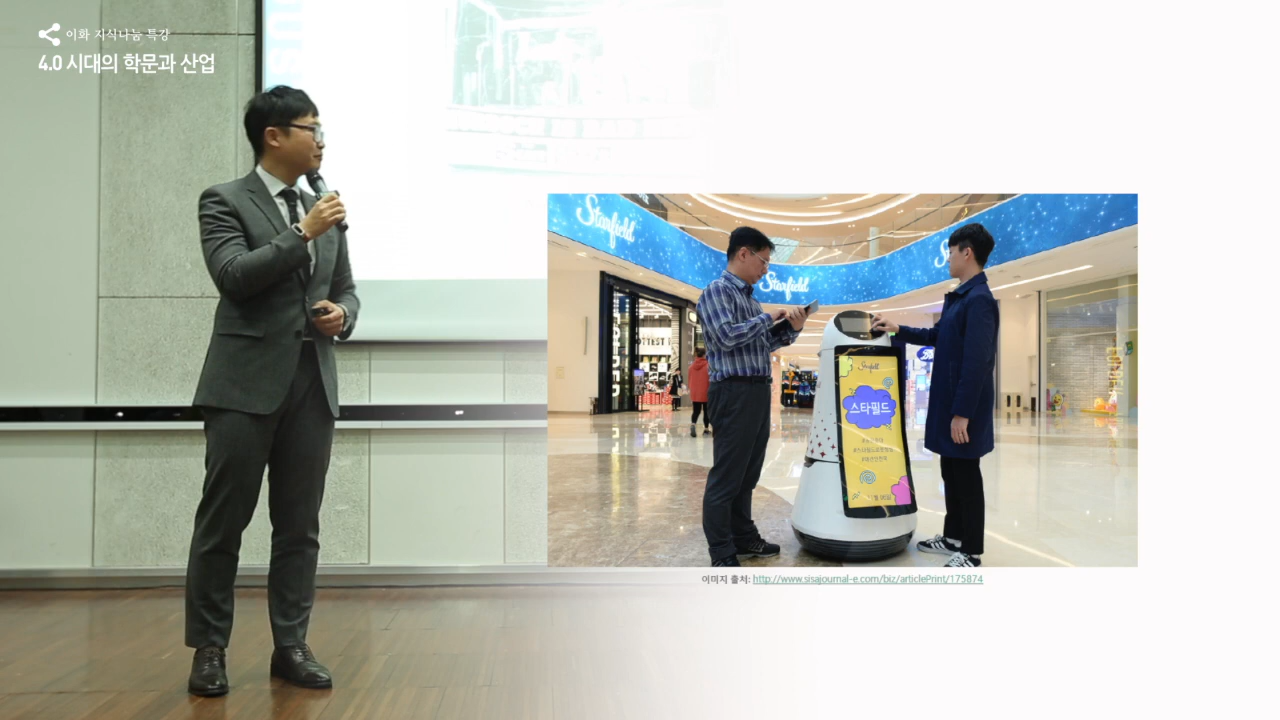 이화 지식나눔 특강
4.0 시대의 학문과 산업
Starfield
Starfield
스타필드
이미지 출처: http://www.sisajournal-e.com/biz/articlePrint/175874